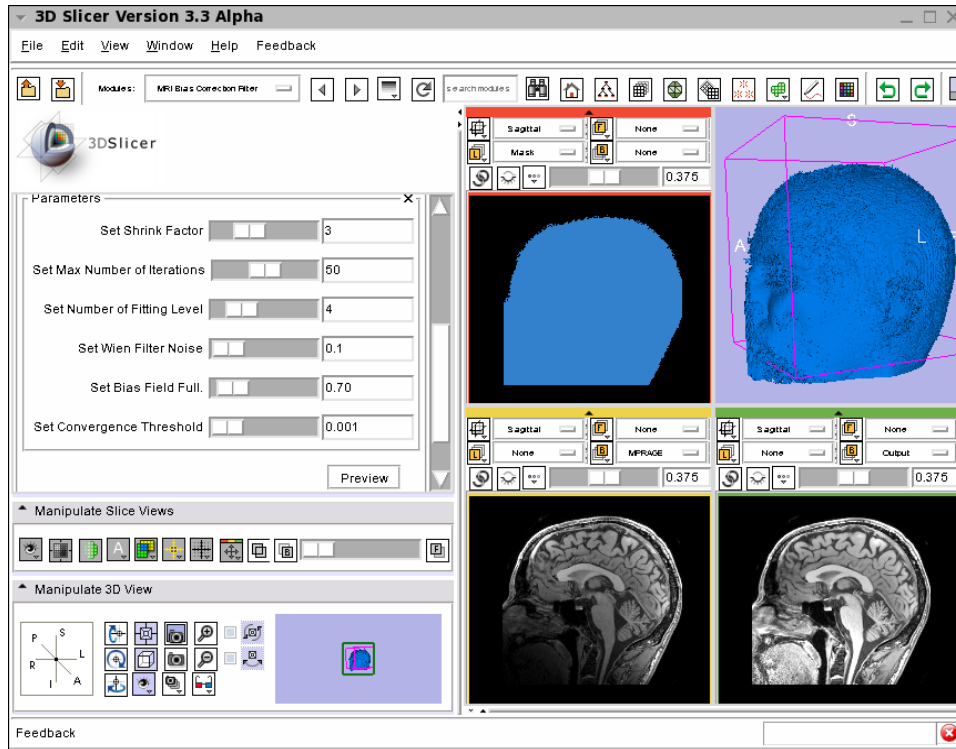 3D Slicer Version 3.3 Alpha
File Edit View Window Help Feedback
Modules: MRI Bias Correction Filter search modules
3DSlicer
Parameters
Set Shrink Factor 3
Set Max Number of Iterations 50
Set Number of Fitting Level 4
Set Wien Filter Noise 0.1
Set Bias Field Full. 0.70
Set Convergence Threshold 0.001
Preview
Manipulate Slice Views
A B F
Manipulate 3D View
P S
R L
I A
Sagittal F None
L Mask B None
0.375
S
A L
Sagittal F None
L None B MPRAGE
0.375
Sagittal F None
L None B Output
0.375
Feedback